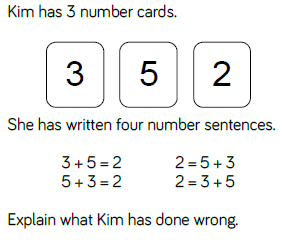 Kim has 3 number cards.
3 5 2
She has written four number sentences.
3 + 5 = 2 2 = 5 + 3
5 + 3 = 2 2 = 3 + 5
Explain what Kim has done wrong.